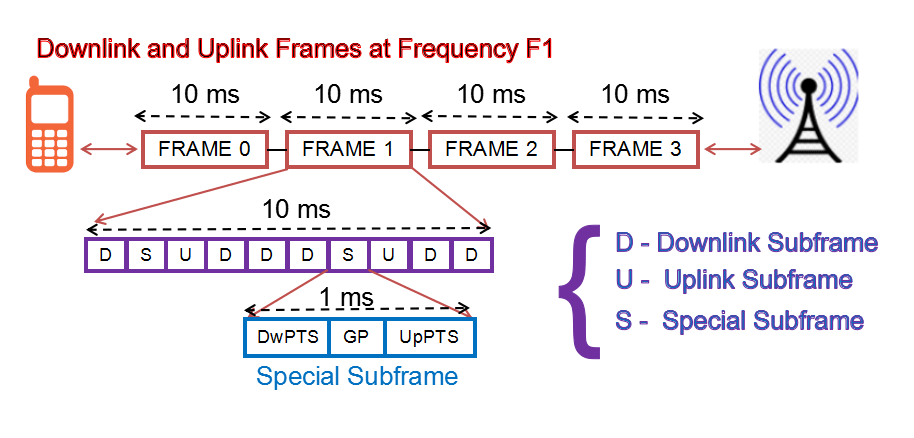 Downlink and Uplink Frames at Frequency F1
10 ms 10 ms 10 ms 10 ms
FRAME 0 FRAME 1 FRAME 2 FRAME 3
10 ms
D S U D D D S U D D
1 ms
DwPTS GP UpPTS
Special Subframe
D - Downlink Subframe
U - Uplink Subframe
S - Special Subframe